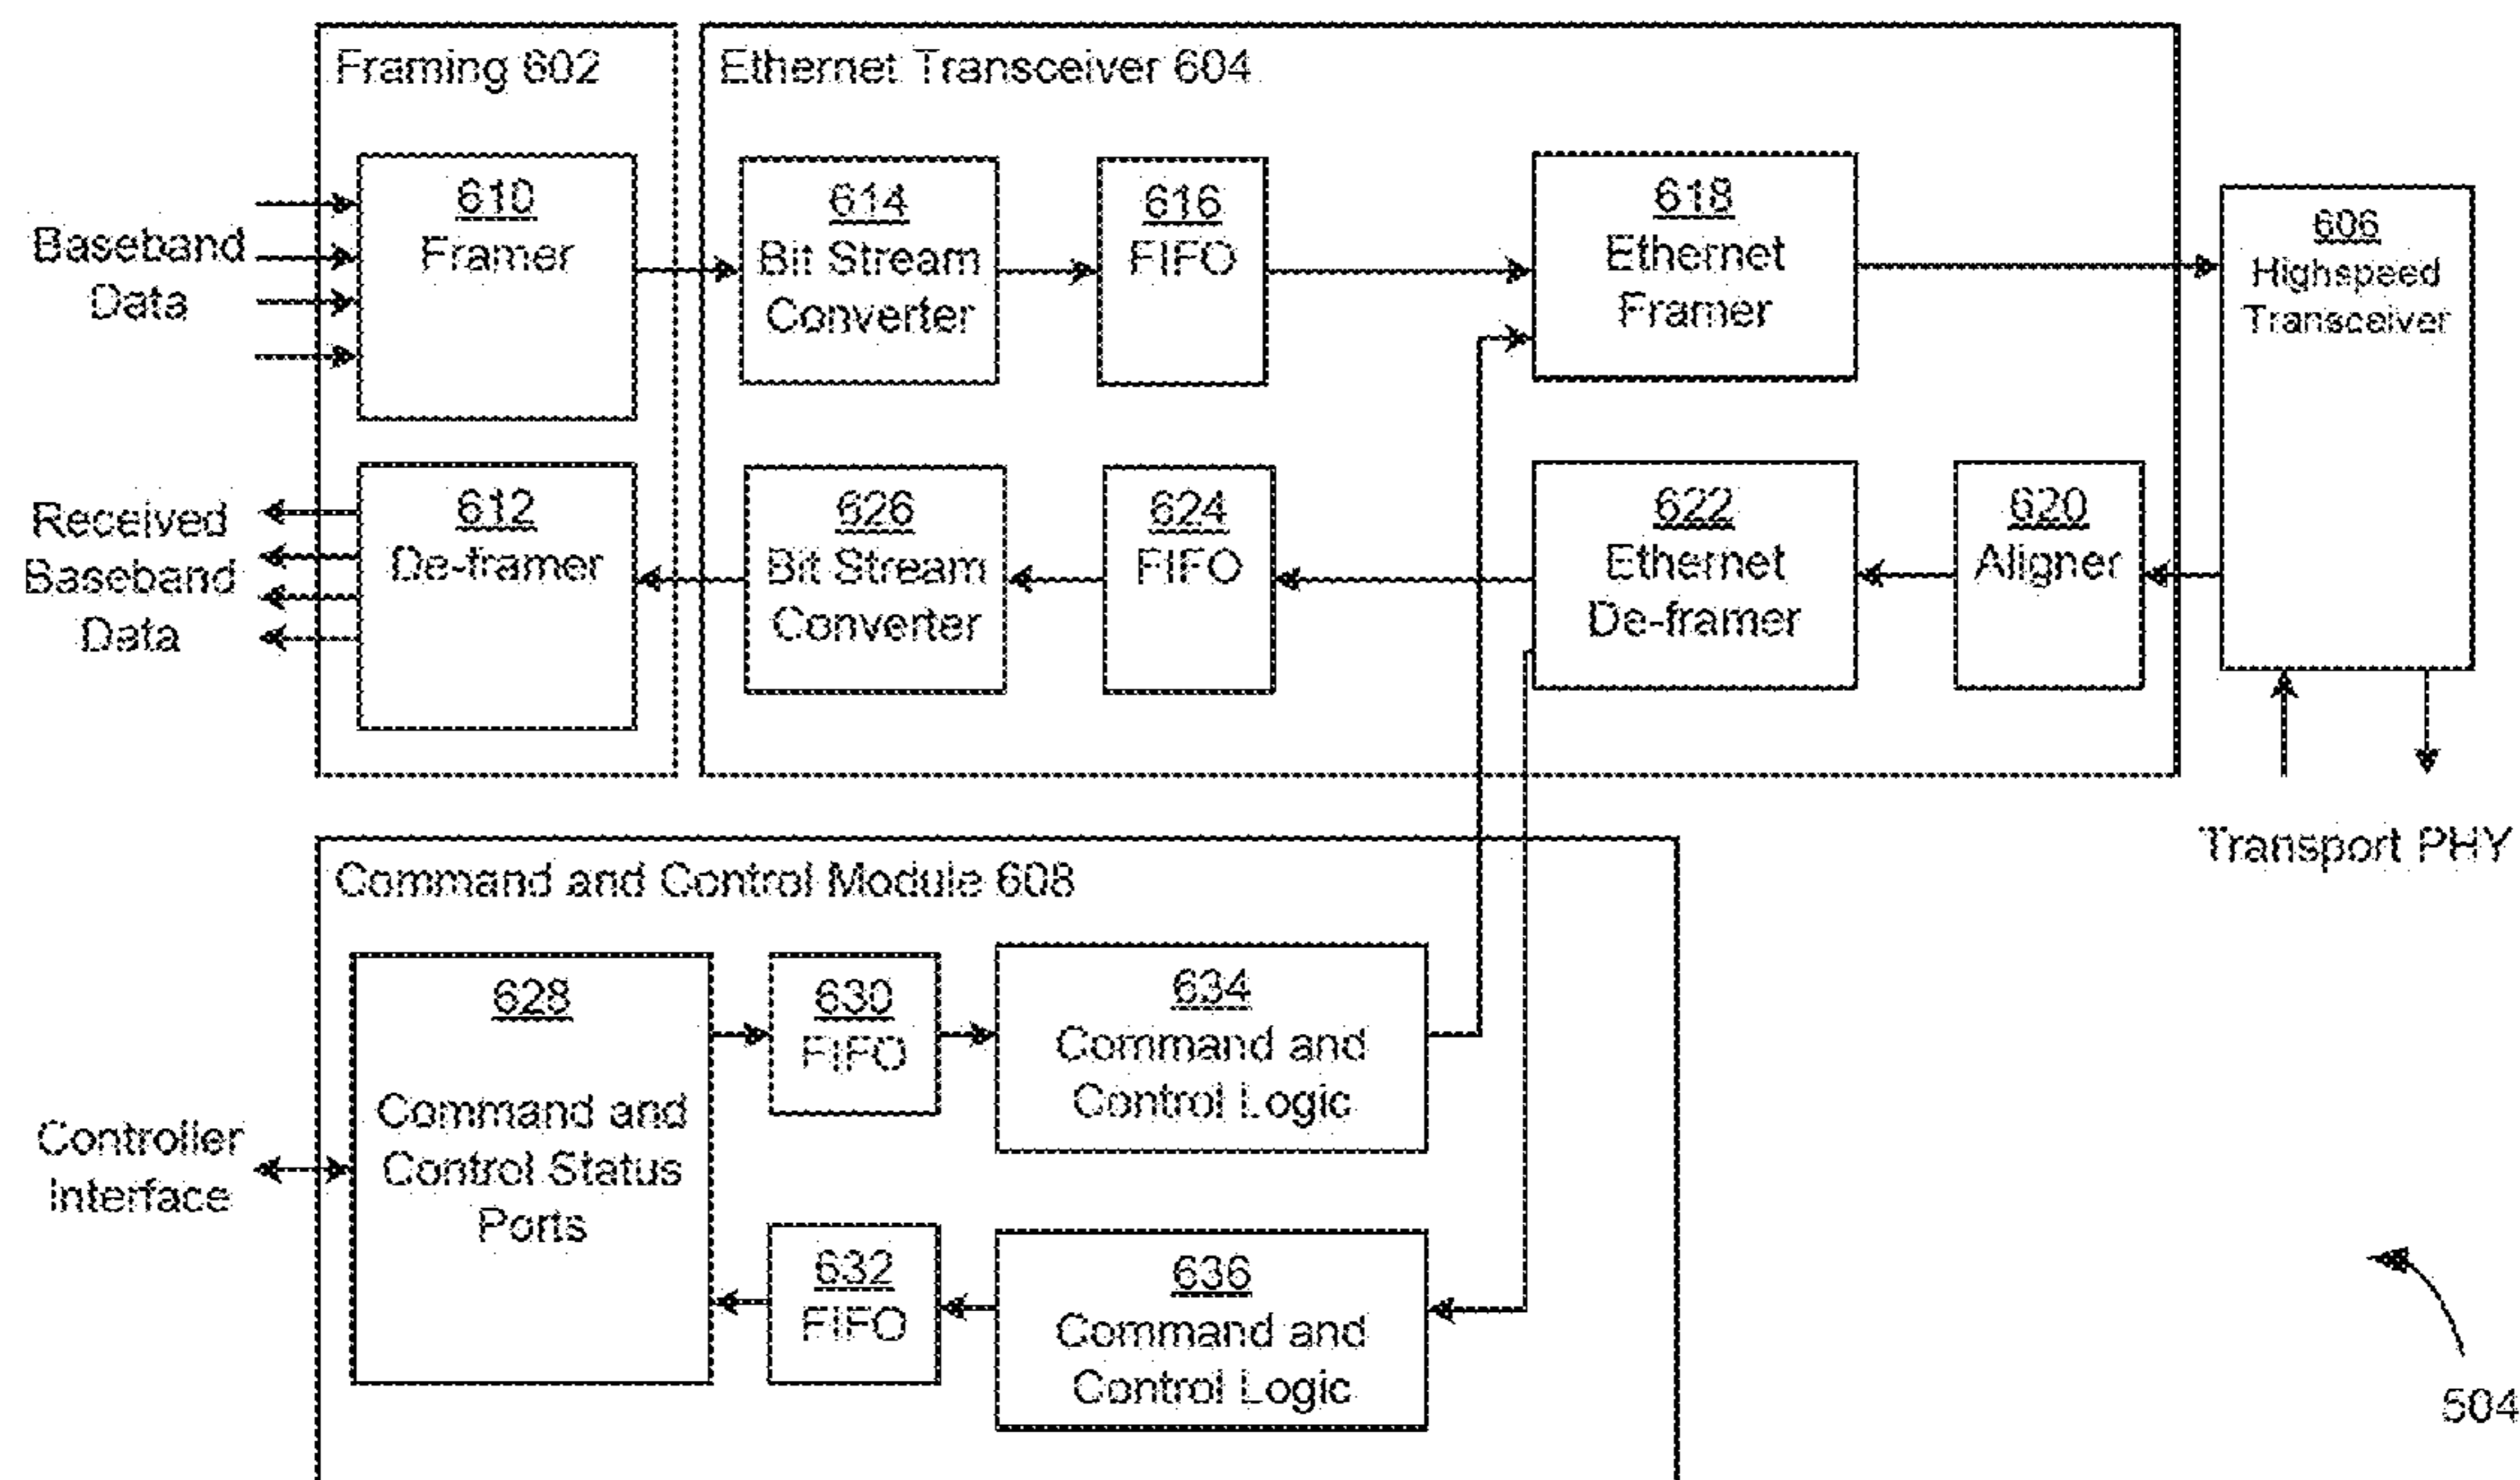 Framing 602
Ethernet Transceiver 604
Baseband
Data
610
Framer
614
Bit Stream
Converter
616
FIFO
618
Ethernet
Framer
606
Highspeed
Transceiver
Received
Baseband
Data
612
De-framer
626
Bit Stream
Converter
624
FIFO
622
Ethernet
De-framer
620
Aligner
Transport PHY
Command and Control Module 608
Controller
Interface
628
Command and
Control Status
Ports
630
FIFO
634
Command and
Control Logic
632
FIFO
636
Command and
Control Logic
504